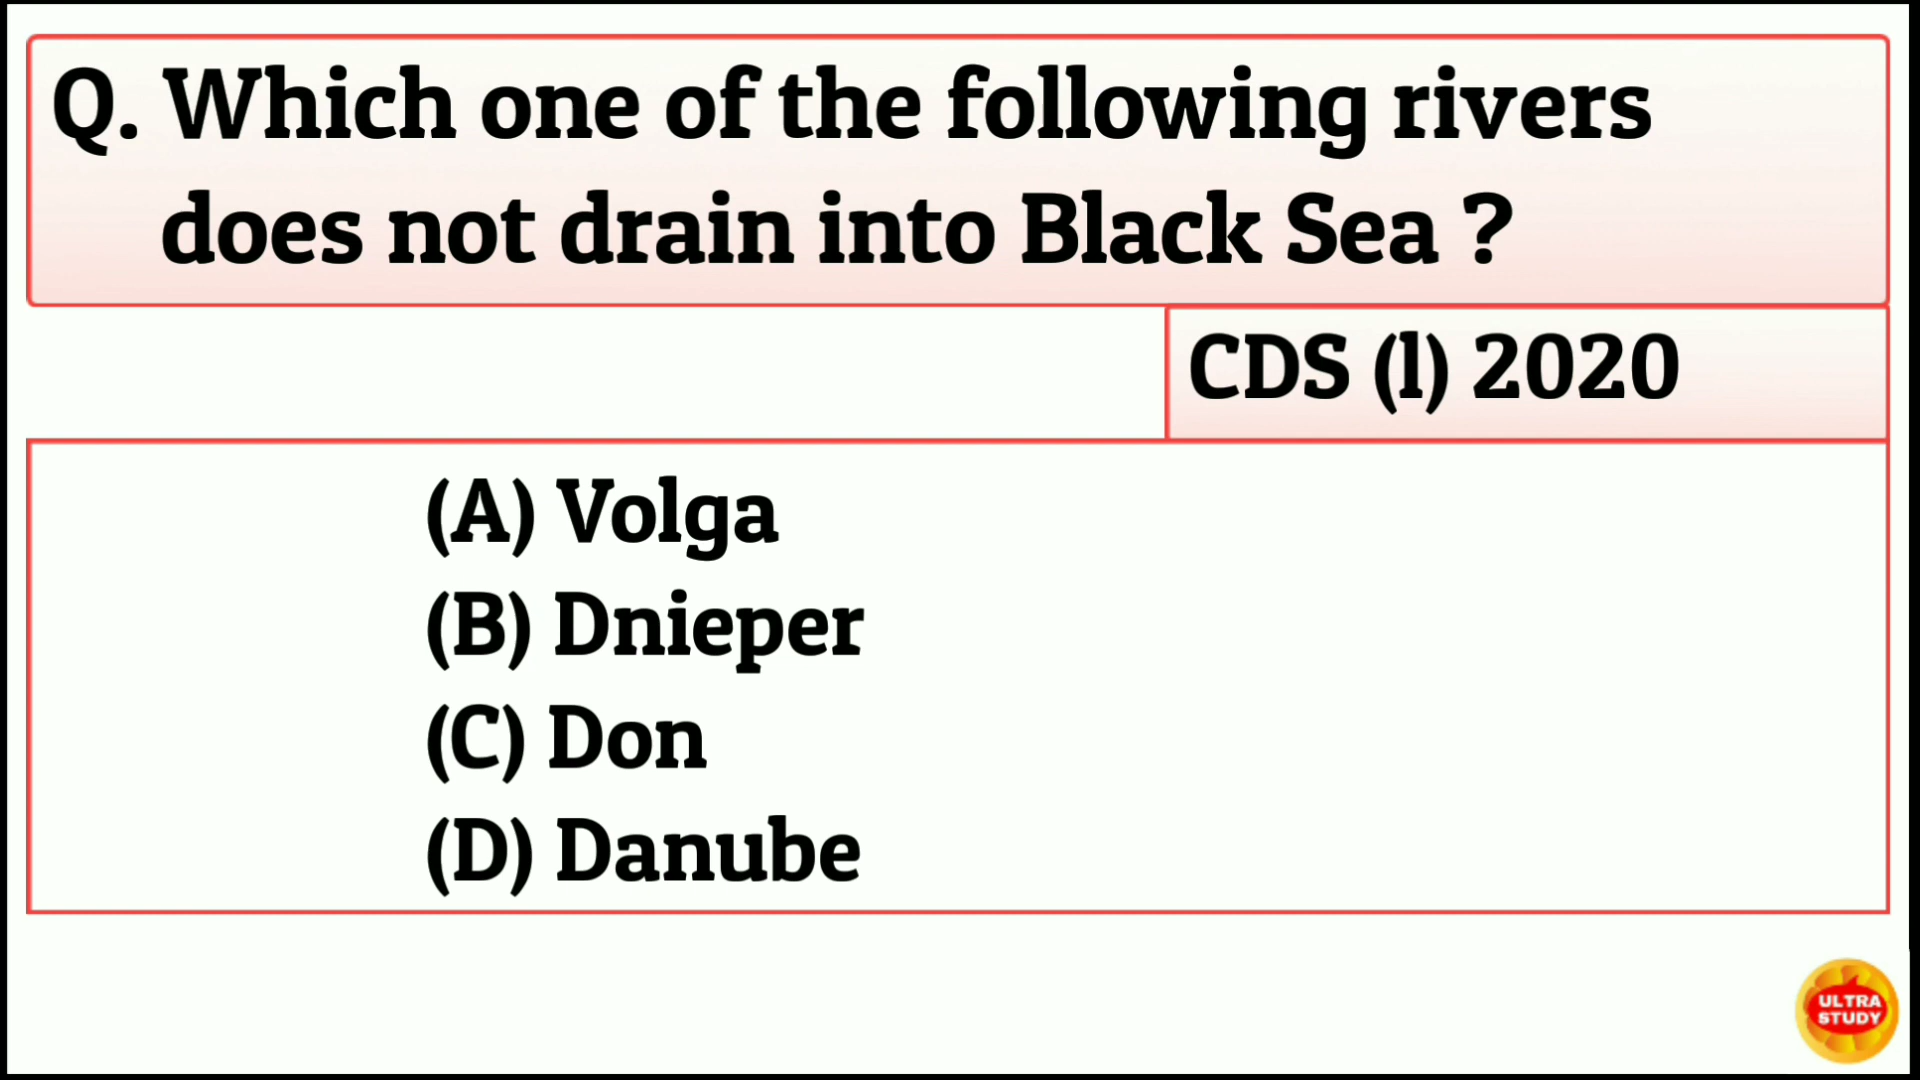 Q. Which one of the following rivers
does not drain into Black Sea ?
CDS (l) 2020
(A) Volga
(B) Dnieper
(C) Don
(D) Danube
ULTRA
STUDY